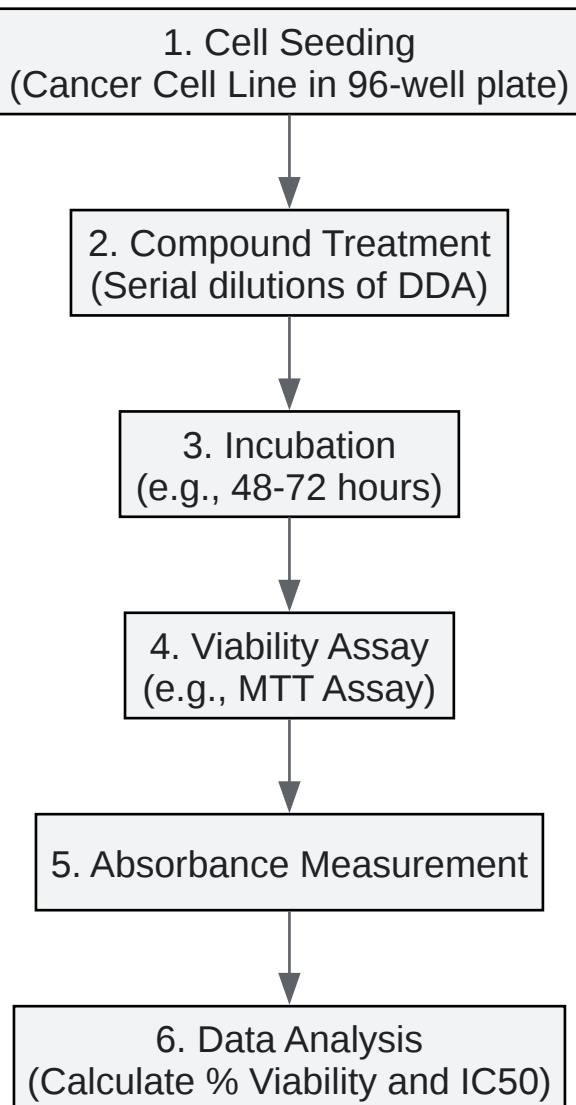 1. Cell Seeding
(Cancer Cell Line in 96-well plate)
2. Compound Treatment
(Serial dilutions of DDA)
3. Incubation
(e.g., 48-72 hours)
4. Viability Assay
(e.g., MTT Assay)
5. Absorbance Measurement
6. Data Analysis
(Calculate % Viability and IC50)